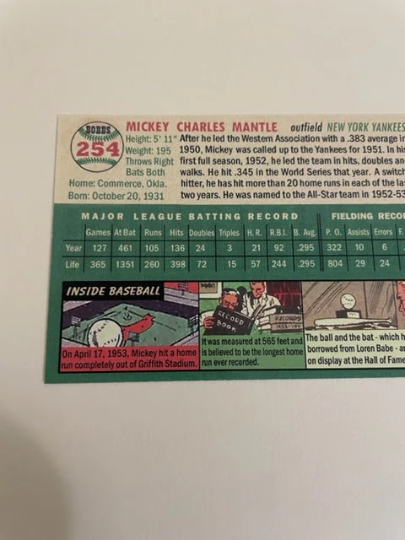 BOBBS
254
MICKEY CHARLES MANTLE outfield NEW YORK YANKEES
Height: 5' 11"
Weight: 195
Throws Right
Bats Both
Home: Commerce, Okla.
Born: October 20, 1931
After he led the Western Association with a .383 average in
1950, Mickey was called up to the Yankees for 1951. In his
first full season, 1952, he led the team in hits, doubles and
walks. He hit .345 in the World Series that year. A switch
hitter, he has hit more than 20 home runs in each of the last
two years. He was named to the All-Star team in 1952-53
MAJOR LEAGUE BATTING RECORD FIELDING RECOR
Games At Bat Runs Hits Doubles Triples H. R. R.B.I. B. Avg. P. O. Assists Errors F.
Year 127 461 105 136 24 3 21 92 .295 322 10 6
Life 365 1351 260 398 72 15 57 244 .295 804 29 24
INSIDE BASEBALL
On April 17, 1953, Mickey hit a home
run completely out of Griffith Stadium.
RECORD
BOOK
RECORDS
It was measured at 565 feet and
is believed to be the longest home
run ever recorded.
The ball and the bat - which h
borrowed from Loren Babe - ar
on display at the Hall of Fame